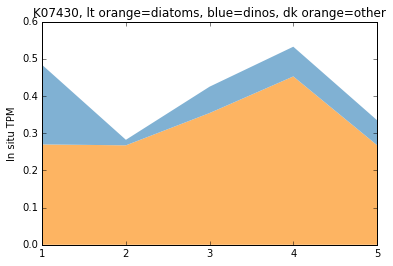 K07430, lt orange=diatoms, blue=dinos, dk orange=other
0.6
0.5
0.4
0.3
0.2
0.1
0.0
In situ TPM
1 2 3 4 5